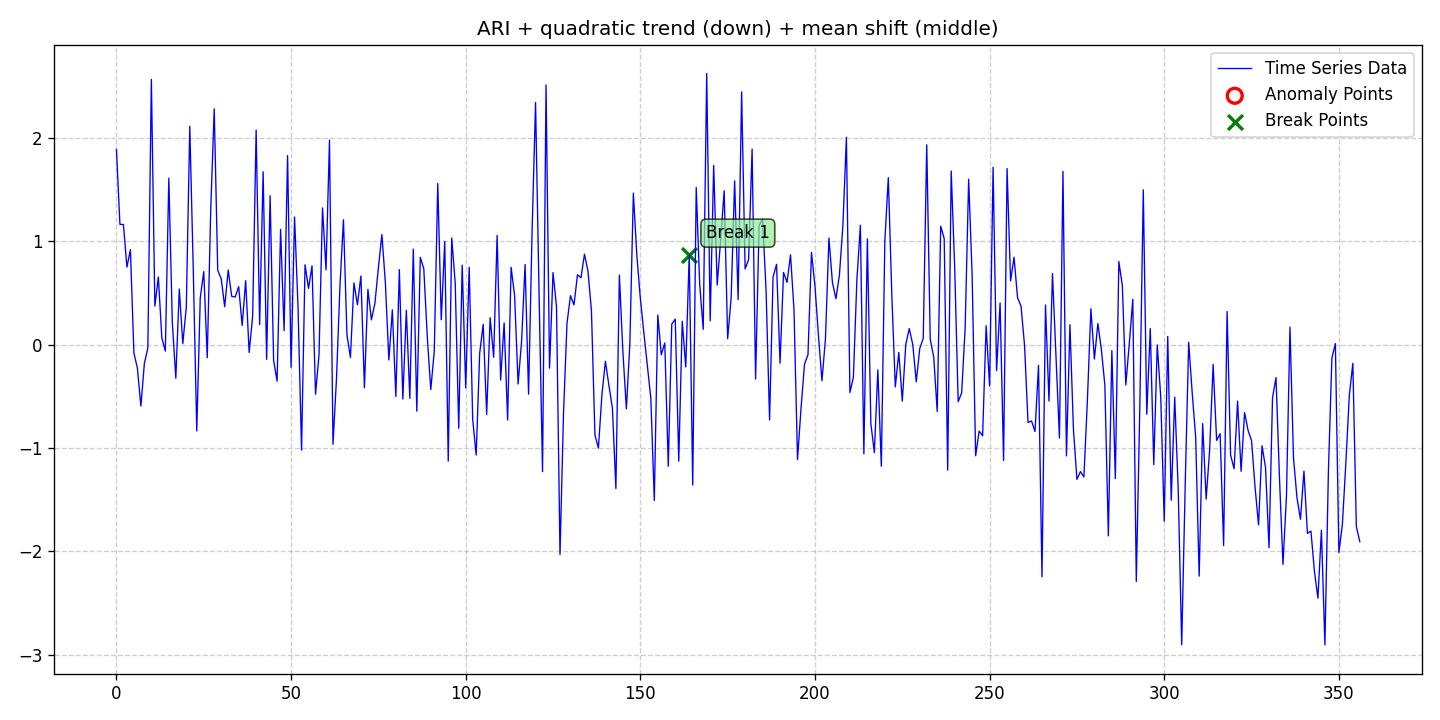 ARI + quadratic trend (down) + mean shift (middle)
Time Series Data
Anomaly Points
Break Points
Break 1
2
1
0
−1
−2
−3
0 50 100 150 200 250 300 350